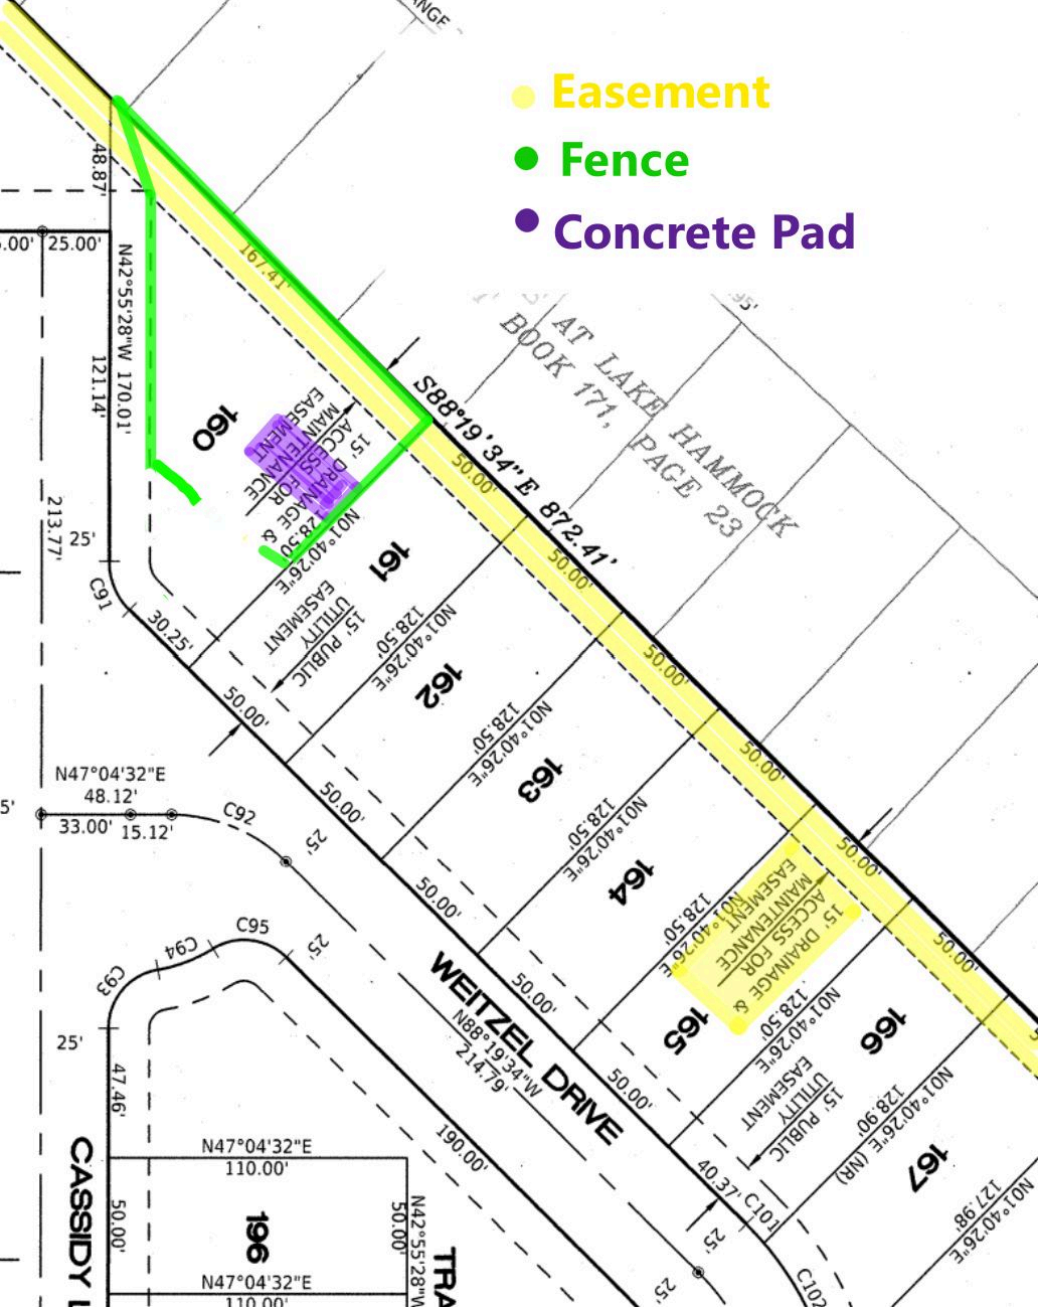 ANGE
Easement
Fence
Concrete Pad
48.87'
.00'
25.00'
N42°55'28"W 170.01'
121.14'
167.41'
95'
AT LAKE HAMMOCK
BOOK 171, PAGE 23
S88°19'34"E 872.41'
160
15' DRAINAGE &
ACCESS FOR
MAINTENANCE
EASEMENT
N01°40'26"E
128.50'
50.00'
161
15' PUBLIC
UTILITY
EASEMENT
213.77'
25'
C91
30.25'
50.00'
N01°40'26"E
128.50'
50.00'
162
50.00'
N01°40'26"E
128.50'
50.00'
163
50.00'
N01°40'26"E
128.50'
50.00'
164
50.00'
N01°40'26"E
128.50'
50.00'
15' DRAINAGE &
ACCESS FOR
MAINTENANCE
EASEMENT
165
50.00'
N01°40'26"E
128.50'
50.00'
166
15' PUBLIC
UTILITY
EASEMENT
40.37'
C101
N01°40'26"E (NR)
128.90'
167
N01°40'26"E
127.98'
C102
N47°04'32"E
48.12'
5'
33.00'
15.12'
C92
25'
C95
C94
C93
25'
25'
WEITZEL DRIVE
N88°19'34"W
214.79'
190.00'
47.46'
N47°04'32"E
110.00'
CASSIDY L
50.00'
196
N42°55'28"W
50.00'
TRA
N47°04'32"E
110.00'
25'
25'